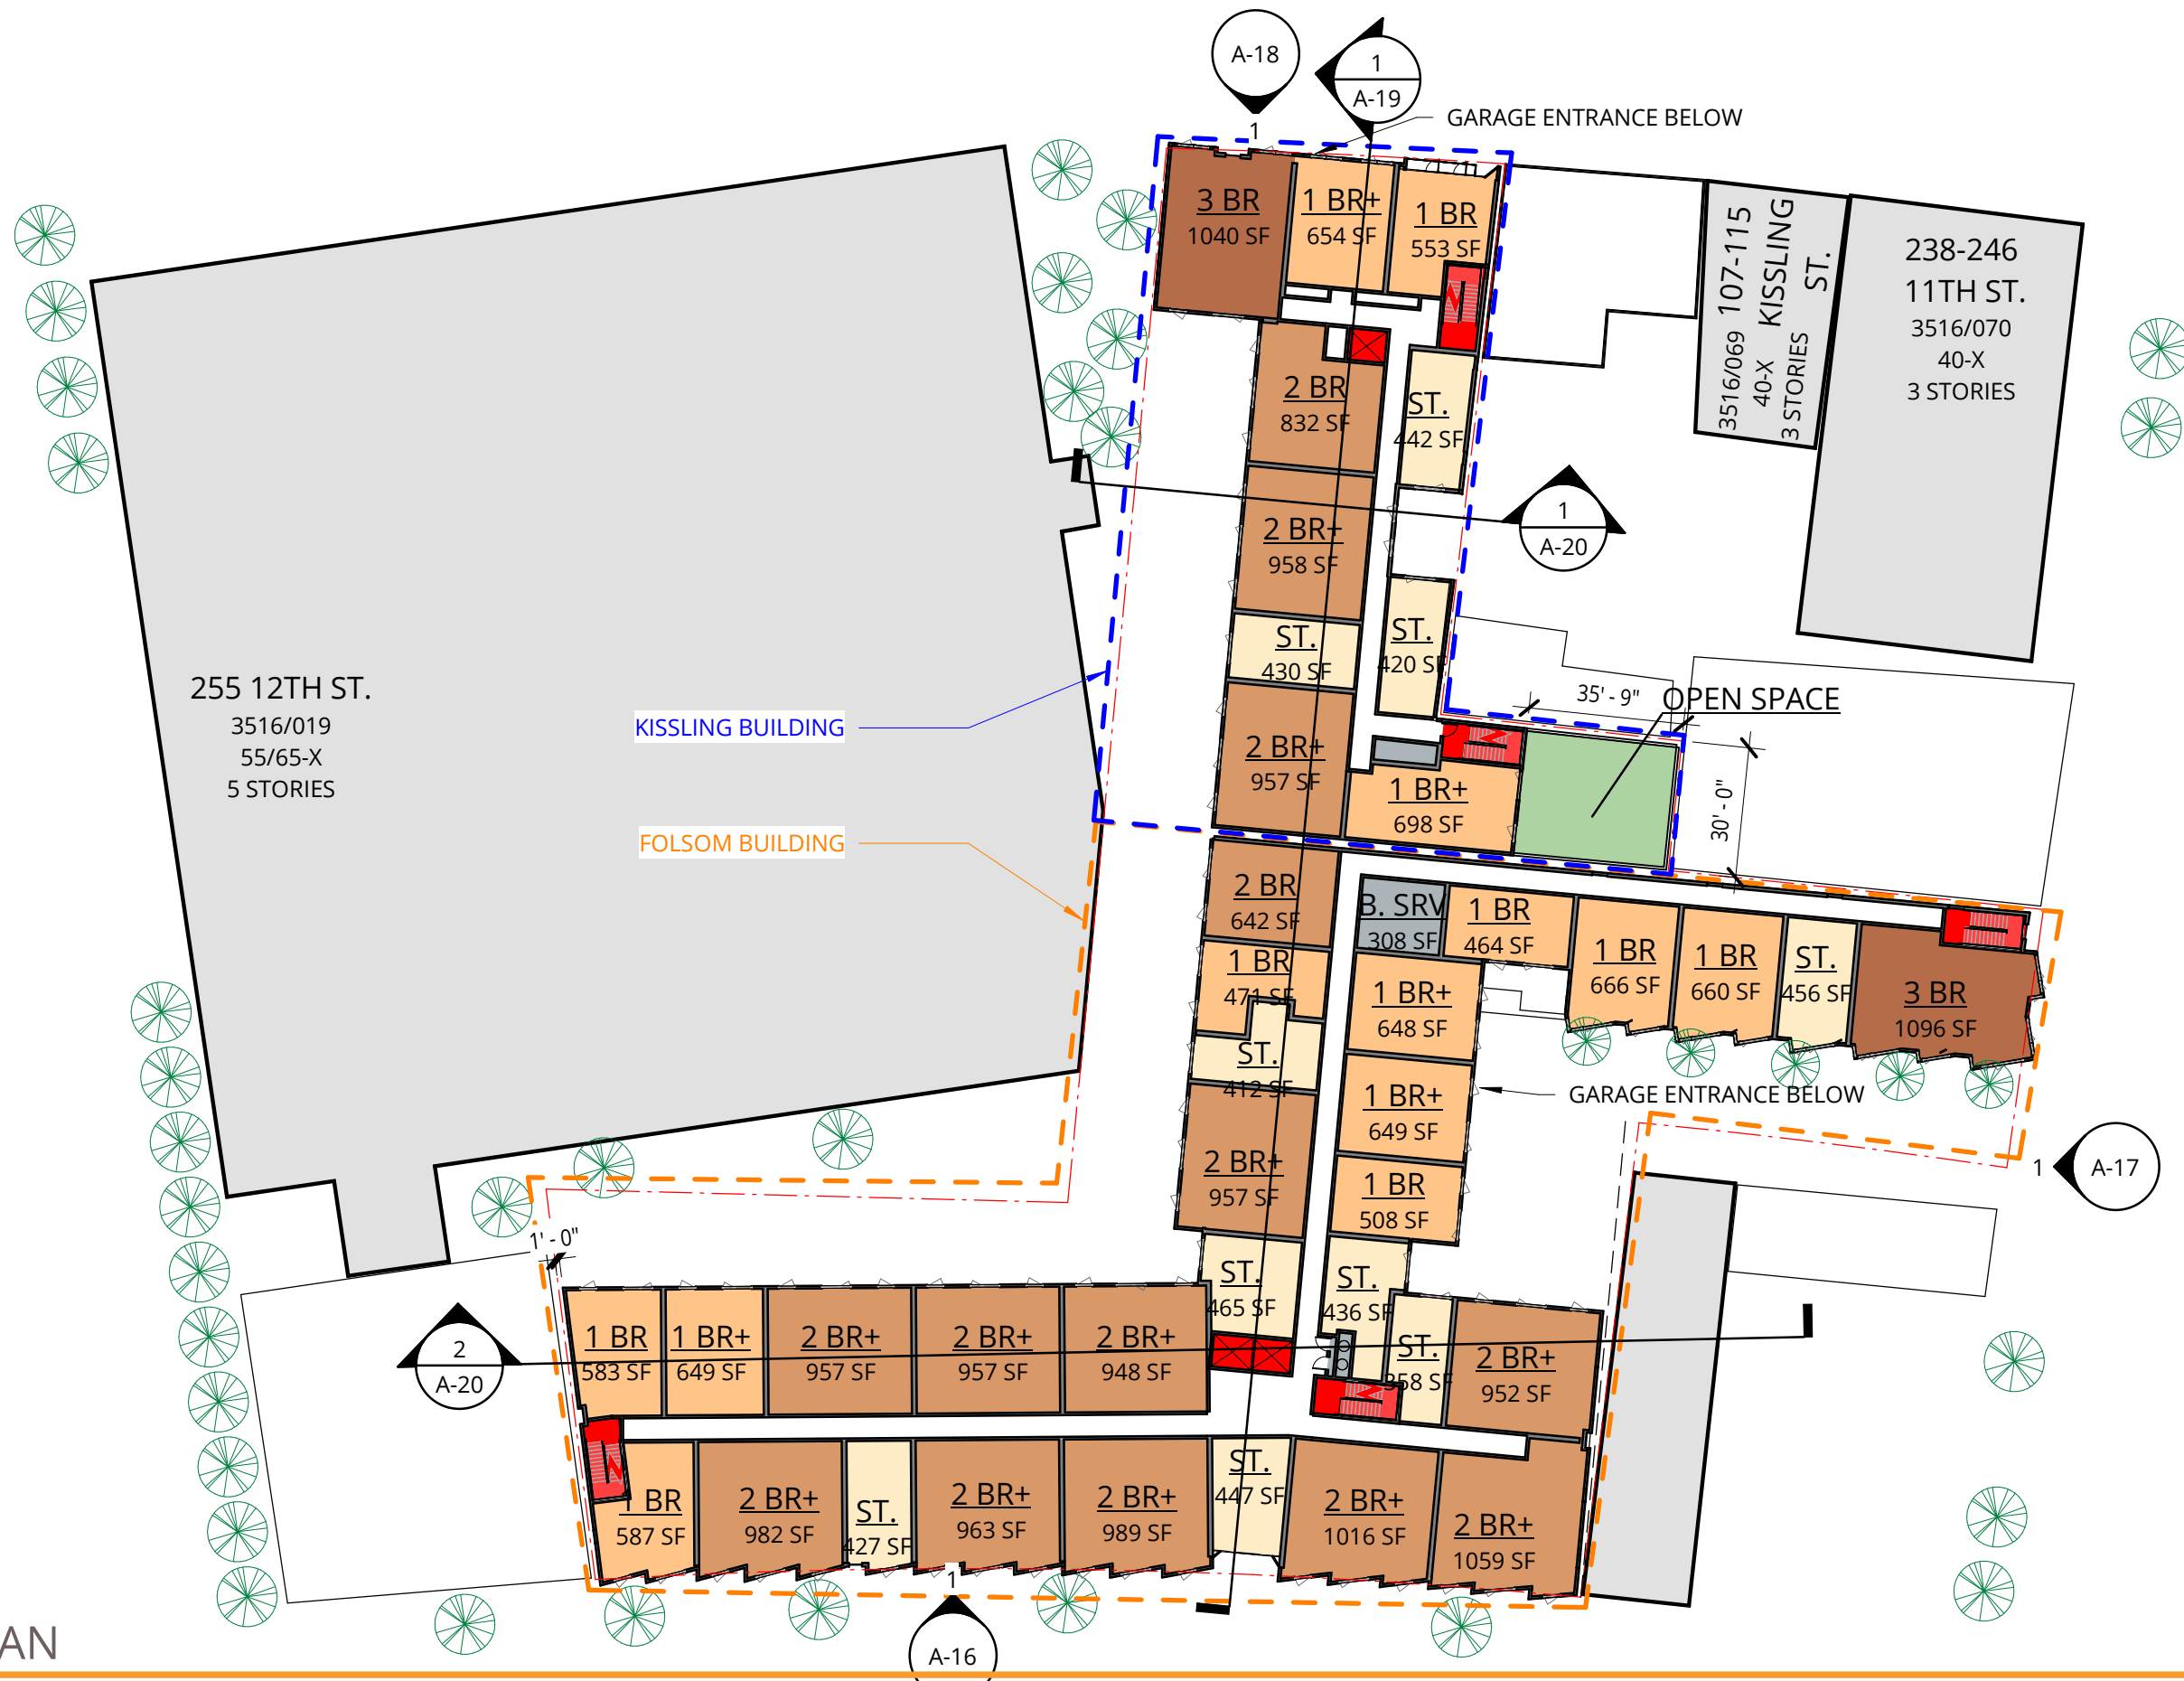 A-18
1
1
A-19
GARAGE ENTRANCE BELOW
3 BR
1040 SF
1 BR+
654 SF
1 BR
553 SF
107-115
KISSLING
ST.
3516/069
40-X
3 STORIES
238-246
11TH ST.
3516/070
40-X
3 STORIES
2 BR
832 SF
ST.
442 SF
2 BR+
958 SF
1
A-20
ST.
430 SF
ST.
420 SF
255 12TH ST.
3516/019
55/65-X
5 STORIES
KISSLING BUILDING
35' - 9"
OPEN SPACE
2 BR+
957 SF
1 BR+
698 SF
30' - 0"
FOLSOM BUILDING
2 BR
642 SF
B. SRV
308 SF
1 BR
464 SF
1 BR
666 SF
1 BR
660 SF
ST.
456 SF
3 BR
1096 SF
1 BR
471 SF
1 BR+
648 SF
ST.
412 SF
1 BR+
649 SF
GARAGE ENTRANCE BELOW
2 BR+
957 SF
1 BR
508 SF
1
A-17
1' - 0"
ST.
465 SF
ST.
436 SF
2
A-20
1 BR
583 SF
1 BR+
649 SF
2 BR+
957 SF
2 BR+
957 SF
2 BR+
948 SF
ST.
358 SF
2 BR+
952 SF
1 BR
587 SF
2 BR+
982 SF
ST.
427 SF
2 BR+
963 SF
2 BR+
989 SF
ST.
447 SF
2 BR+
1016 SF
2 BR+
1059 SF
1
A-16
AN